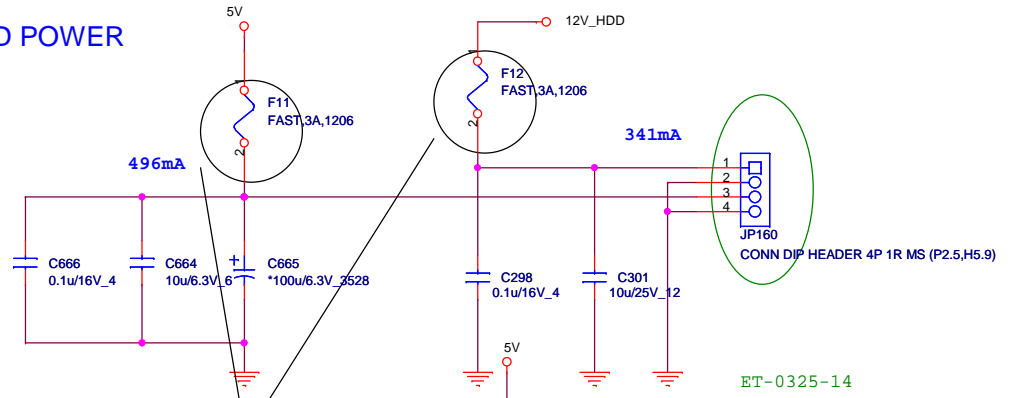 5V
12V_HDD
D POWER
1
F11
FAST,3A,1206
2
1
F12
FAST,3A,1206
2
496mA
341mA
1
2
3
4
JP160
CONN DIP HEADER 4P 1R MS (P2.5,H5.9)
C666
0.1u/16V_4
C664
10u/6.3V_6
+
C665
*100u/6.3V_3528
C298
0.1u/16V_4
C301
10u/25V_12
5V
ET-0325-14